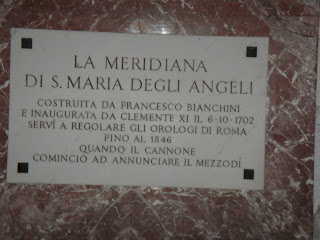 LA MERIDIANA
DI S. MARIA DEGLI ANGELI
COSTRUITA DA FRANCESCO BIANCHINI
E INAUGURATA DA CLEMENTE XI IL 6-10-1702
SERVÌ A REGOLARE GLI OROLOGI DI ROMA
FINO AL 1846
QUANDO IL CANNONE
COMINCIÒ AD ANNUNCIARE IL MEZZODÌ